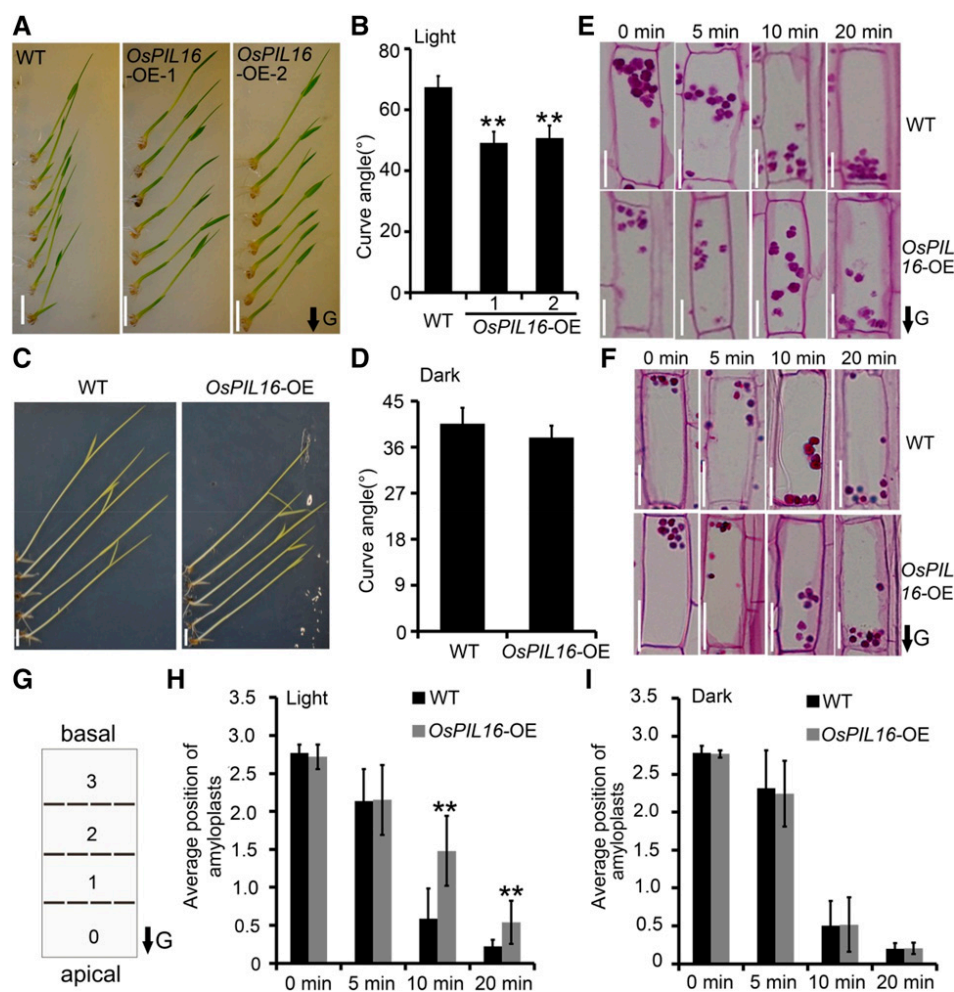 A
WT
OsPIL16
-OE-1
OsPIL16
-OE-2
G
B
Light
Curve angle(°)
80
60
40
20
0
**
**
WT
1
2
OsPIL16-OE
E
0 min
5 min
10 min
20 min
WT
OsPIL
16-OE
G
C
WT
OsPIL16-OE
D
Dark
Curve angle(°)
45
36
27
18
9
0
WT
OsPIL16-OE
F
0 min
5 min
10 min
20 min
WT
OsPIL
16-OE
G
G
basal
3
2
1
0
G
apical
H
Light
WT
OsPIL16-OE
Average position of
amyloplasts
3.5
3.0
2.5
2.0
1.5
1.0
0.5
0
**
**
0 min
5 min
10 min
20 min
I
Dark
WT
OsPIL16-OE
Average position of
amyloplasts
3.5
3.0
2.5
2.0
1.5
1.0
0.5
0
0 min
5 min
10 min
20 min